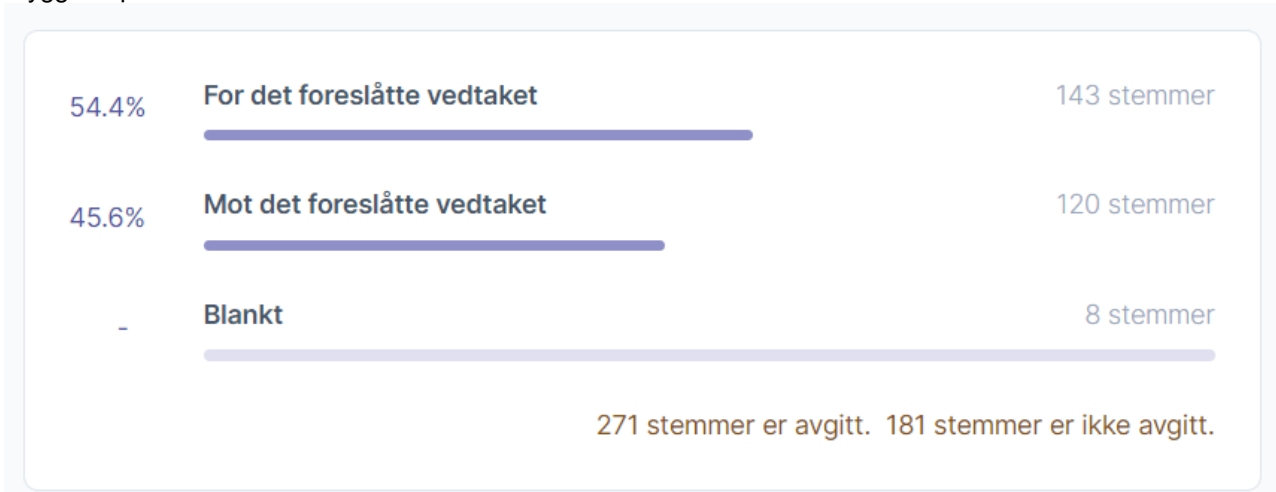 54.4%
For det foreslåtte vedtaket
143 stemmer
45.6%
Mot det foreslåtte vedtaket
120 stemmer
-
Blankt
8 stemmer
271 stemmer er avgitt. 181 stemmer er ikke avgitt.